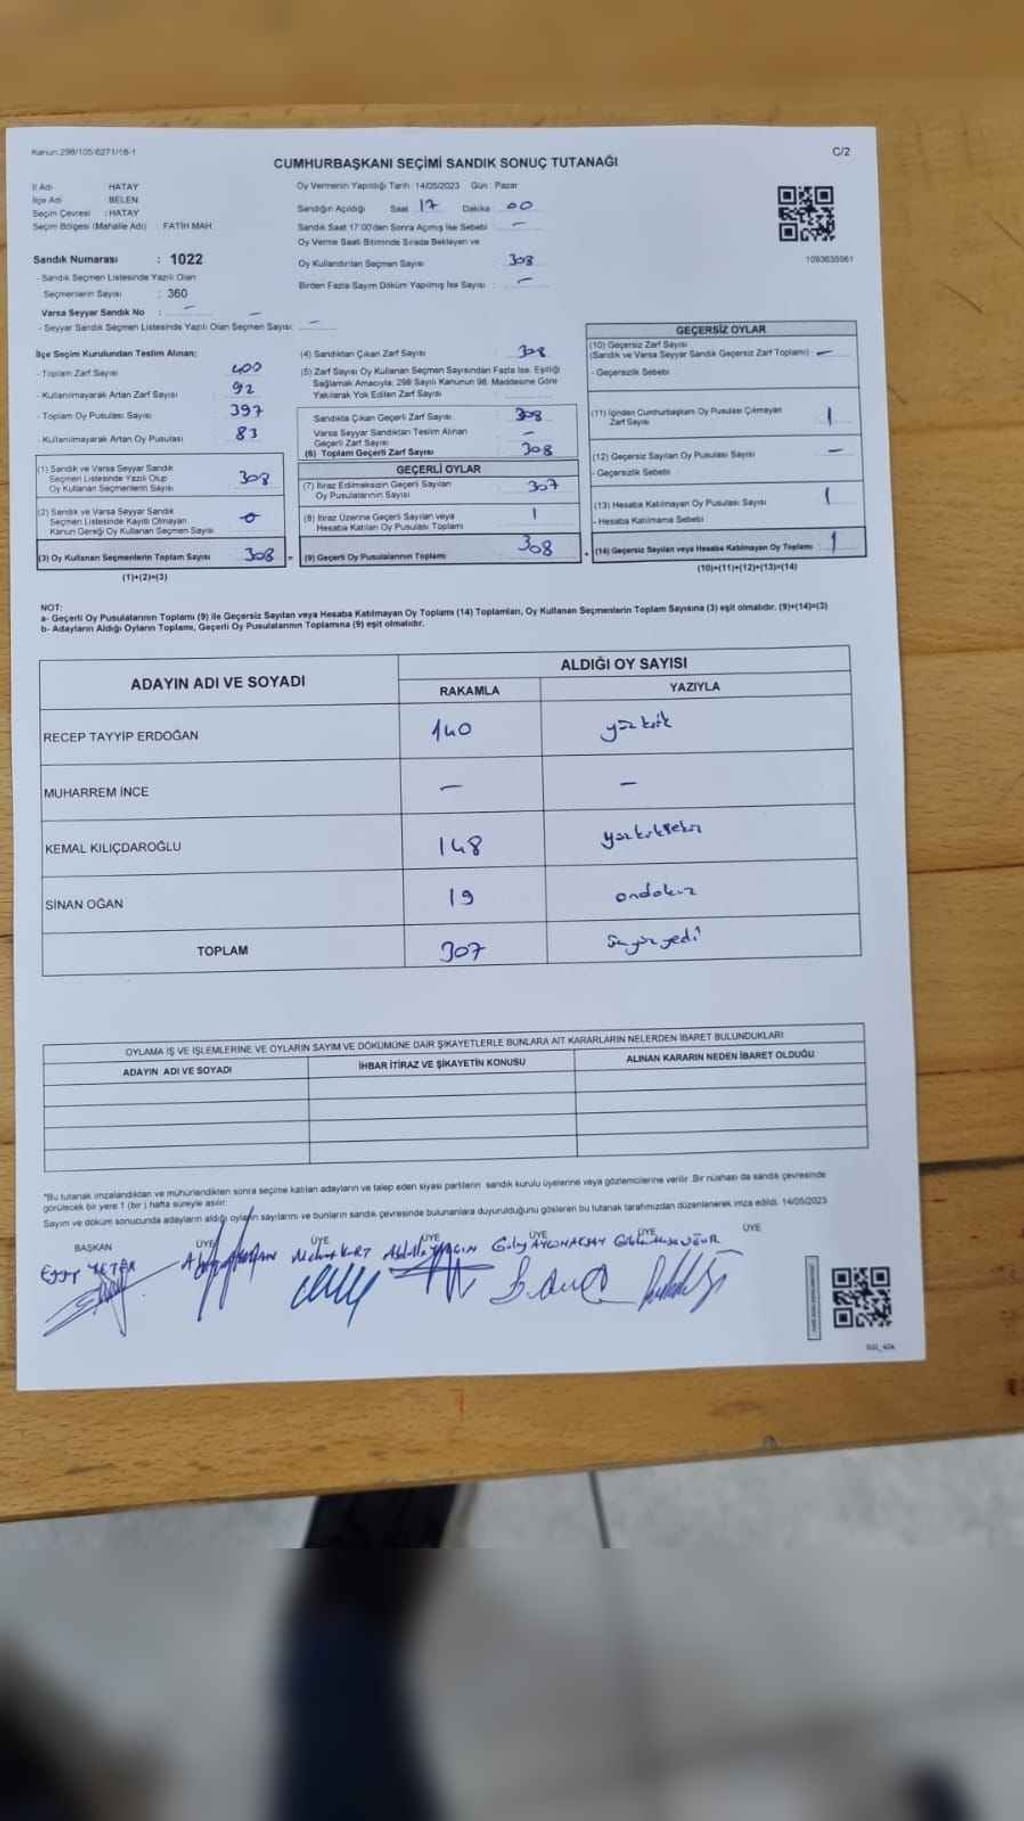 Kanun:298/105/6271/16-1
C/2
CUMHURBAŞKANI SEÇİMİ SANDIK SONUÇ TUTANAĞI
İl Adı HATAY
İlçe Adı BELEN
Seçim Çevresi : HATAY
Seçim Bölgesi (Mahalle Adı) : FATİH MAH
Sandık Numarası : 1022
- Sandık Seçmen Listesinde Yazılı Olan
Seçmenlerin Sayısı : 360
Varsa Seyyar Sandık No : -
- Seyyar Sandık Seçmen Listesinde Yazılı Olan Seçmen Sayısı: -
Oy Vermenin Yapıldığı Tarih 14/05/2023 Gün : Pazar
Sandığın Açıldığı Saat 17 Dakika 00
Sandık Saat 17:00'den Sonra Açılmış İse Sebebi -
Oy Verme Saati Bitiminde Sırada Bekleyen ve
Oy Kullandırılan Seçmen Sayısı 308
Birden Fazla Sayım Döküm Yapılmış İse Sayısı : -
1093635961
İlçe Seçim Kurulundan Teslim Alınan:
- Toplam Zarf Sayısı 400
- Kullanılmayarak Artan Zarf Sayısı 92
- Toplam Oy Pusulası Sayısı 397
- Kullanılmayarak Artan Oy Pusulası 83
(1) Sandık ve Varsa Seyyar Sandık
Seçmen Listesinde Yazılı Olup
Oy Kullanan Seçmenlerin Sayısı 308
(2) Sandık ve Varsa Seyyar Sandık
Seçmen Listesinde Kayıtlı Olmayan
Kanun Gereği Oy Kullanan Seçmen Sayısı 0
(3) Oy Kullanan Seçmenlerin Toplam Sayısı 308
(1)+(2)=(3)
(4) Sandıktan Çıkan Zarf Sayısı 308
(5) Zarf Sayısı Oy Kullanan Seçmen Sayısından Fazla İse, Eşitliği
Sağlamak Amacıyla; 298 Sayılı Kanunun 98. Maddesine Göre
Yakılarak Yok Edilen Zarf Sayısı
Sandıkta Çıkan Geçerli Zarf Sayısı 308
Varsa Seyyar Sandıktan Teslim Alınan
Geçerli Zarf Sayısı -
(6) Toplam Geçerli Zarf Sayısı 308
GEÇERLİ OYLAR
(7) İtiraz Edilmeksizin Geçerli Sayılan
Oy Pusulalarının Sayısı 307
(8) İtiraz Üzerine Geçerli Sayılan veya
Hesaba Katılan Oy Pusulası Toplamı 1
= (9) Geçerli Oy Pusulalarının Toplamı 308
GEÇERSİZ OYLAR
(10) Geçersiz Zarf Sayısı
(Sandık ve Varsa Seyyar Sandık Geçersiz Zarf Toplamı) : -
- Geçersizlik Sebebi
(11) İçinden Cumhurbaşkanı Oy Pusulası Çıkmayan
Zarf Sayısı 1
(12) Geçersiz Sayılan Oy Pusulası Sayısı -
- Geçersizlik Sebebi
(13) Hesaba Katılmayan Oy Pusulası Sayısı 1
- Hesaba Katılmama Sebebi
+ (14) Geçersiz Sayılan veya Hesaba Katılmayan Oy Toplamı : 1
(10)+(11)+(12)+(13)=(14)
NOT:
a- Geçerli Oy Pusulalarının Toplamı (9) ile Geçersiz Sayılan veya Hesaba Katılmayan Oy Toplamı (14) Toplamları, Oy Kullanan Seçmenlerin Toplam Sayısına (3) eşit olmalıdır. (9)+(14)=(3)
b- Adayların Aldığı Oyların Toplamı, Geçerli Oy Pusulalarının Toplamına (9) eşit olmalıdır.
ADAYIN ADI VE SOYADI ALDIĞI OY SAYISI
RAKAMLA YAZIYLA
RECEP TAYYİP ERDOĞAN 140 yüzkırk
MUHARREM İNCE - -
KEMAL KILIÇDAROĞLU 148 yüzkırksekiz
SİNAN OĞAN 19 ondokuz
TOPLAM 307 üçyüzyedi
OYLAMA İŞ VE İŞLEMLERİNE VE OYLARIN SAYIM VE DÖKÜMÜNE DAİR ŞİKAYETLERLE BUNLARA AİT KARARLARIN NELERDEN İBARET BULUNDUKLARI
ADAYIN ADI VE SOYADI İHBAR İTİRAZ VE ŞİKAYETİN KONUSU ALINAN KARARIN NEDEN İBARET OLDUĞU
"Bu tutanak imzalandıktan ve mühürlendikten sonra seçime katılan adayların ve talep eden siyasi partilerin sandık kurulu üyelerine veya gözlemcilerine verilir. Bir nüshası da sandık çevresinde
görülecek bir yere 1 (bir ) hafta süreyle asılır.
Sayım ve döküm sonucunda adayların aldığı oyların sayılarını ve bunların sandık çevresinde bulunanlara duyurulduğunu gösteren bu tutanak tarafımızdan düzenlenerek imza edildi. 14/05/2023
BAŞKAN ÜYE ÜYE ÜYE ÜYE ÜYE ÜYE